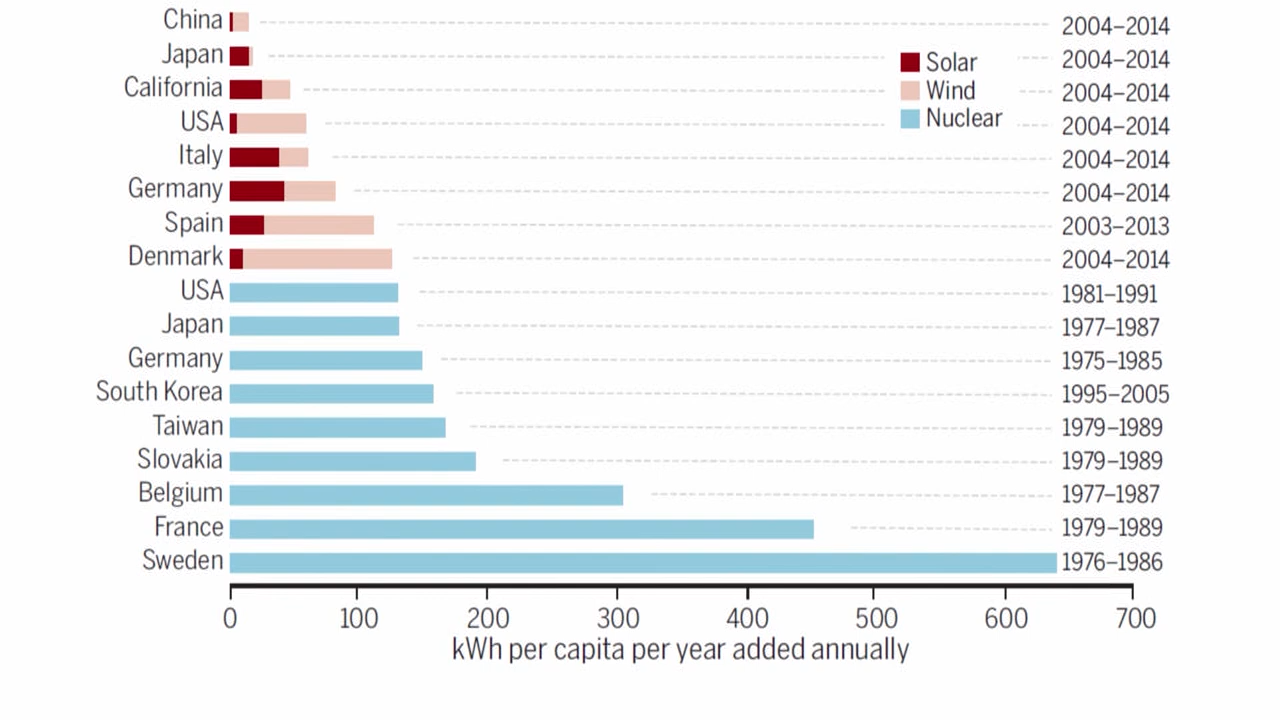 China 2004–2014
Japan 2004–2014
Solar
California 2004–2014
Wind
USA 2004–2014
Nuclear
Italy 2004–2014
Germany 2004–2014
Spain 2003–2013
Denmark 2004–2014
USA 1981–1991
Japan 1977–1987
Germany 1975–1985
South Korea 1995–2005
Taiwan 1979–1989
Slovakia 1979–1989
Belgium 1977–1987
France 1979–1989
Sweden 1976–1986
0 100 200 300 400 500 600 700
kWh per capita per year added annually